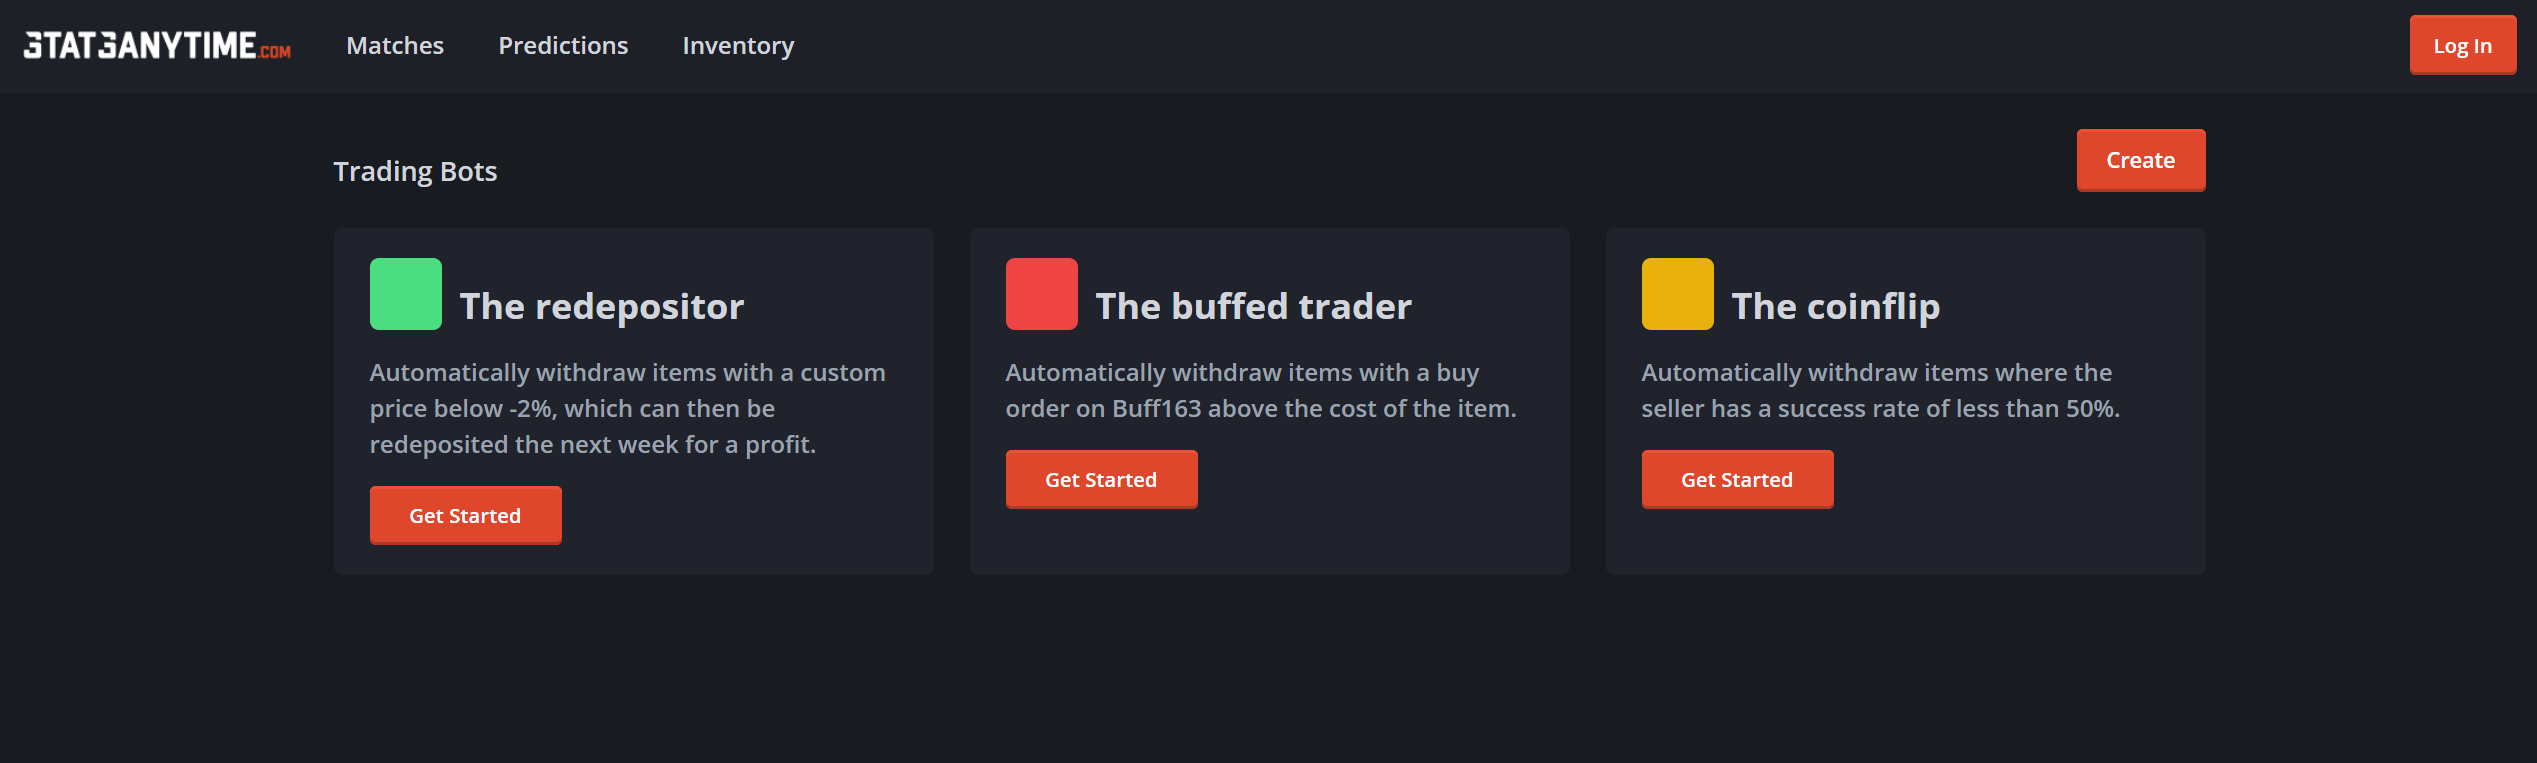 3TAT3ANYTIME.COM
Matches
Predictions
Inventory
Log In
Trading Bots
Create
The redepositor
Automatically withdraw items with a custom
price below -2%, which can then be
redeposited the next week for a profit.
Get Started
The buffed trader
Automatically withdraw items with a buy
order on Buff163 above the cost of the item.
Get Started
The coinflip
Automatically withdraw items where the
seller has a success rate of less than 50%.
Get Started